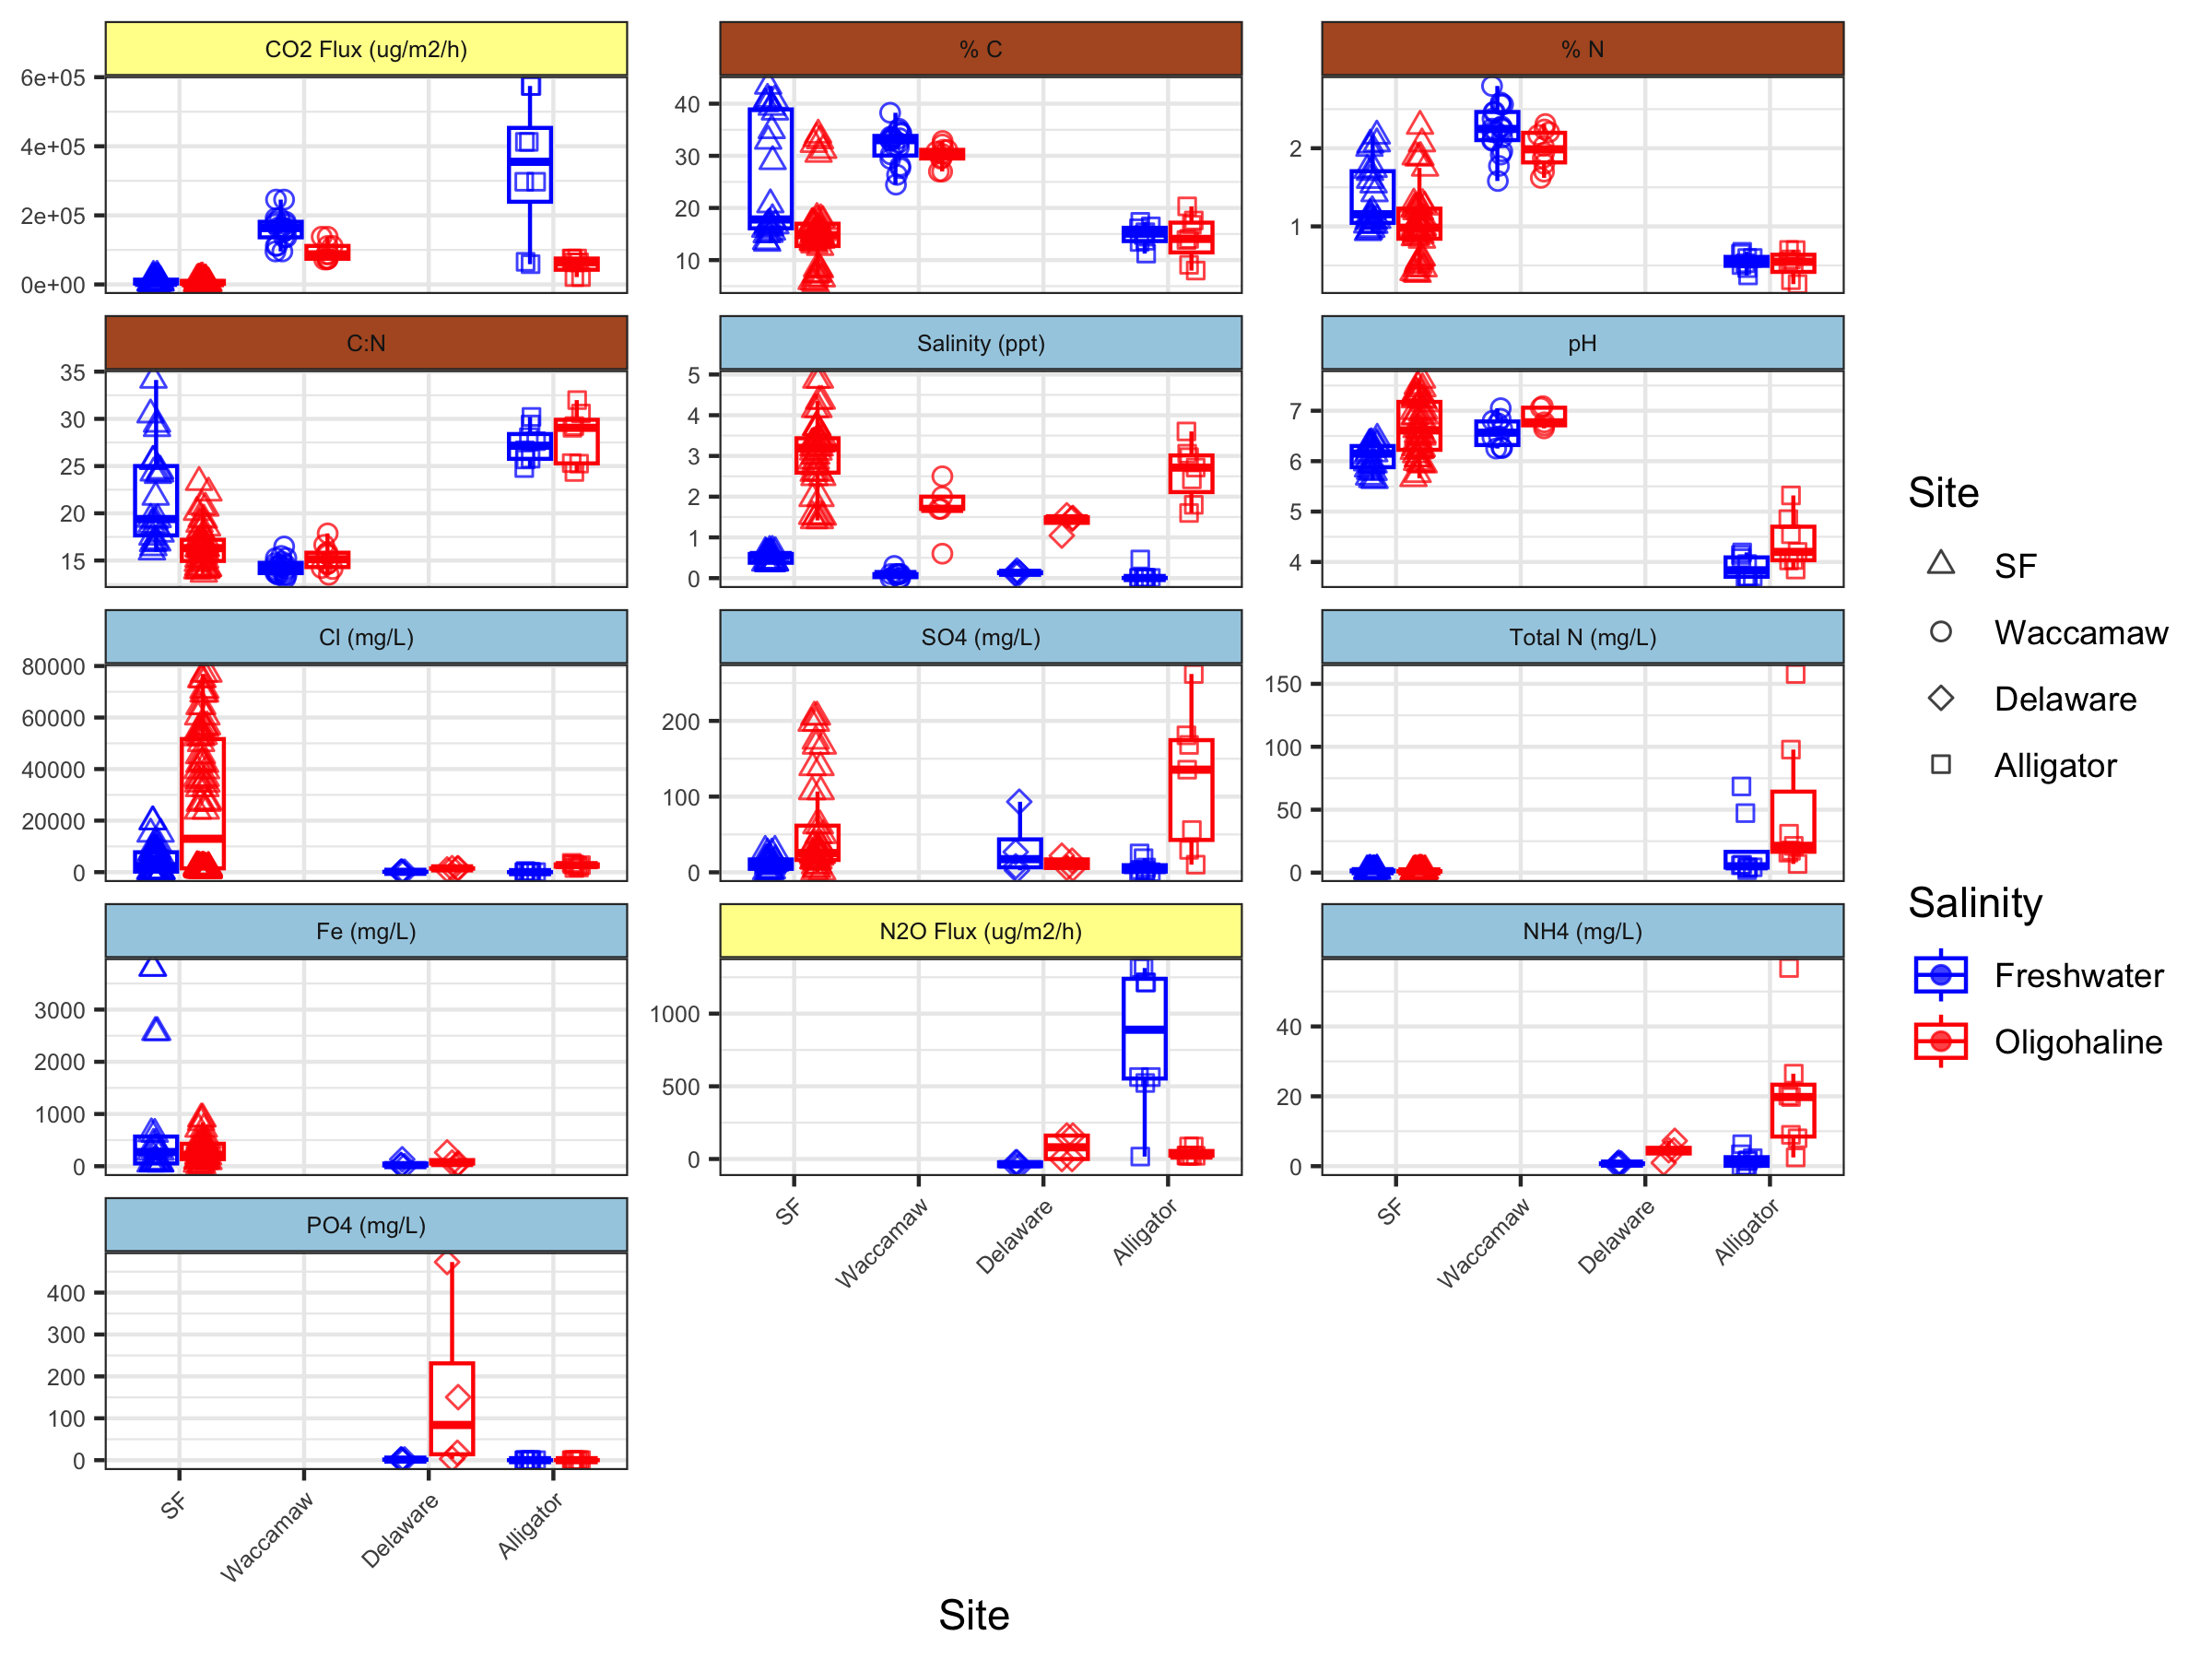 CO2 Flux (ug/m2/h)
% C
% N
6e+05
4e+05
2e+05
0e+00
40
30
20
10
2
1
C:N
Salinity (ppt)
pH
35
30
25
20
15
5
4
3
2
1
0
7
6
5
4
Cl (mg/L)
SO4 (mg/L)
Total N (mg/L)
80000
60000
40000
20000
0
200
100
0
150
100
50
0
Fe (mg/L)
N2O Flux (ug/m2/h)
NH4 (mg/L)
3000
2000
1000
0
1000
500
0
40
20
0
SF
Waccamaw
Delaware
Alligator
SF
Waccamaw
Delaware
Alligator
PO4 (mg/L)
400
300
200
100
0
SF
Waccamaw
Delaware
Alligator
Site
Site
SF
Waccamaw
Delaware
Alligator
Salinity
Freshwater
Oligohaline